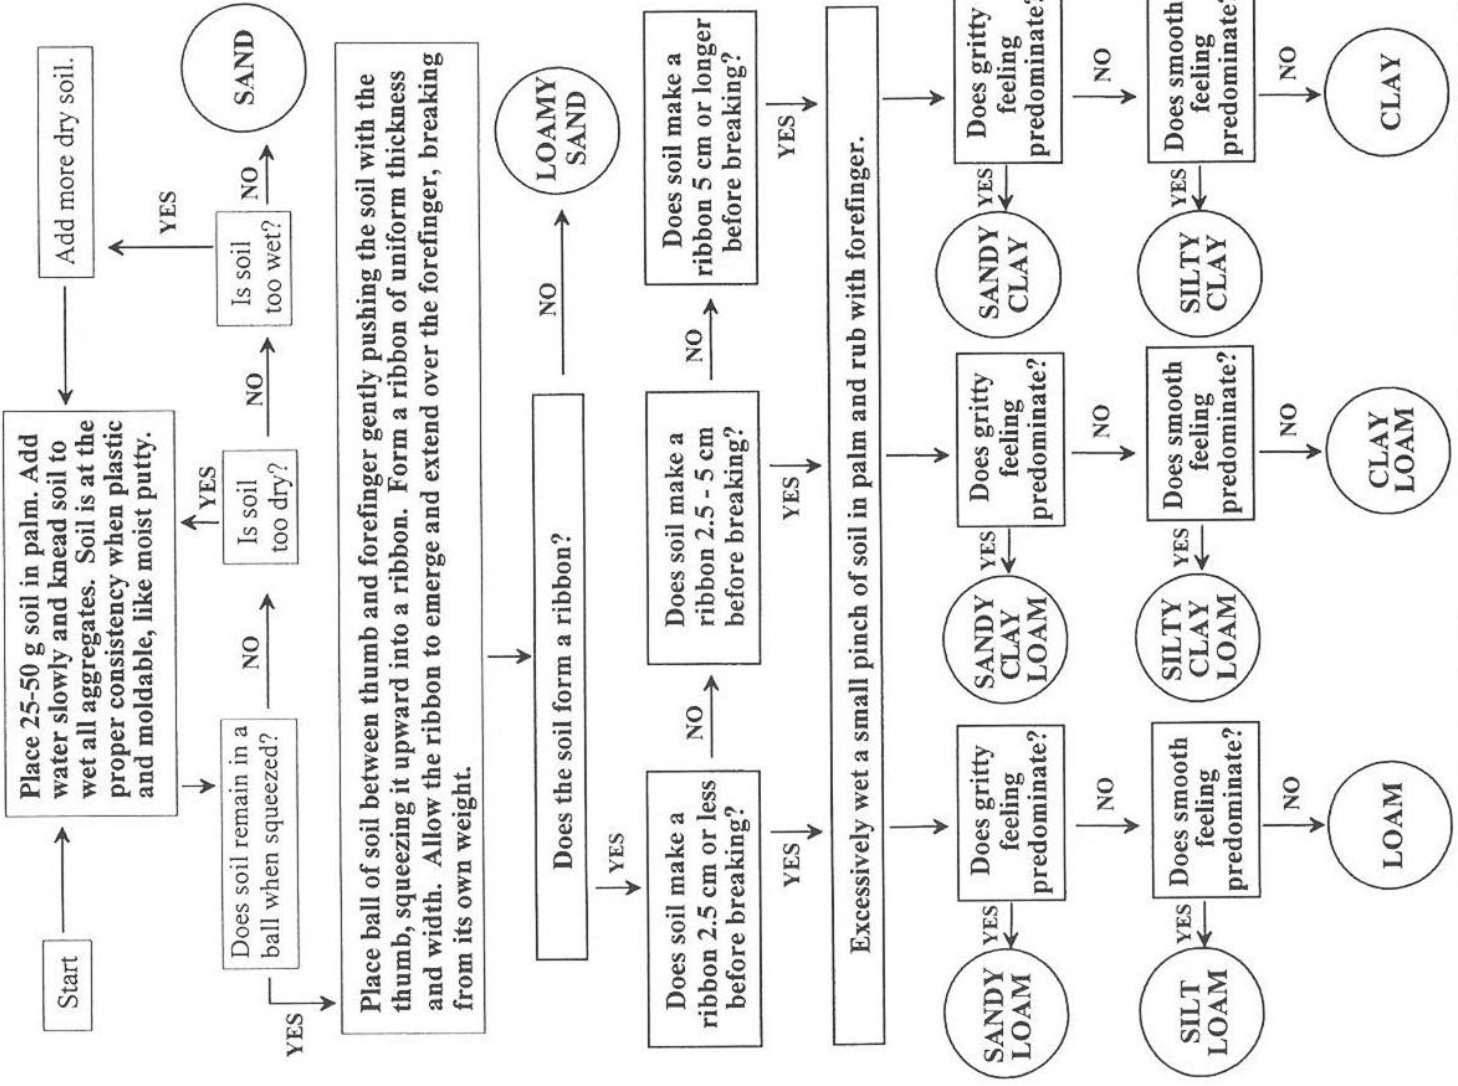 Start
Place 25-50 g soil in palm. Add
water slowly and knead soil to
wet all aggregates. Soil is at the
proper consistency when plastic
and moldable, like moist putty.
Add more dry soil.
Does soil remain in a
ball when squeezed?
NO
Is soil
too dry?
YES
NO
Is soil
too wet?
YES
NO
SAND
YES
Place ball of soil between thumb and forefinger gently pushing the soil with the
thumb, squeezing it upward into a ribbon. Form a ribbon of uniform thickness
and width. Allow the ribbon to emerge and extend over the forefinger, breaking
from its own weight.
Does the soil form a ribbon?
NO
LOAMY
SAND
YES
Does soil make a
ribbon 2.5 cm or less
before breaking?
NO
Does soil make a
ribbon 2.5 - 5 cm
before breaking?
NO
Does soil make a
ribbon 5 cm or longer
before breaking?
YES
YES
YES
Excessively wet a small pinch of soil in palm and rub with forefinger.
SANDY
LOAM
YES
Does gritty
feeling
predominate?
SANDY
CLAY
LOAM
YES
Does gritty
feeling
predominate?
SANDY
CLAY
YES
Does gritty
feeling
predominate?
NO
NO
NO
SILT
LOAM
YES
Does smooth
feeling
predominate?
SILTY
CLAY
LOAM
YES
Does smooth
feeling
predominate?
SILTY
CLAY
YES
Does smooth
feeling
predominate?
NO
NO
NO
LOAM
CLAY
LOAM
CLAY